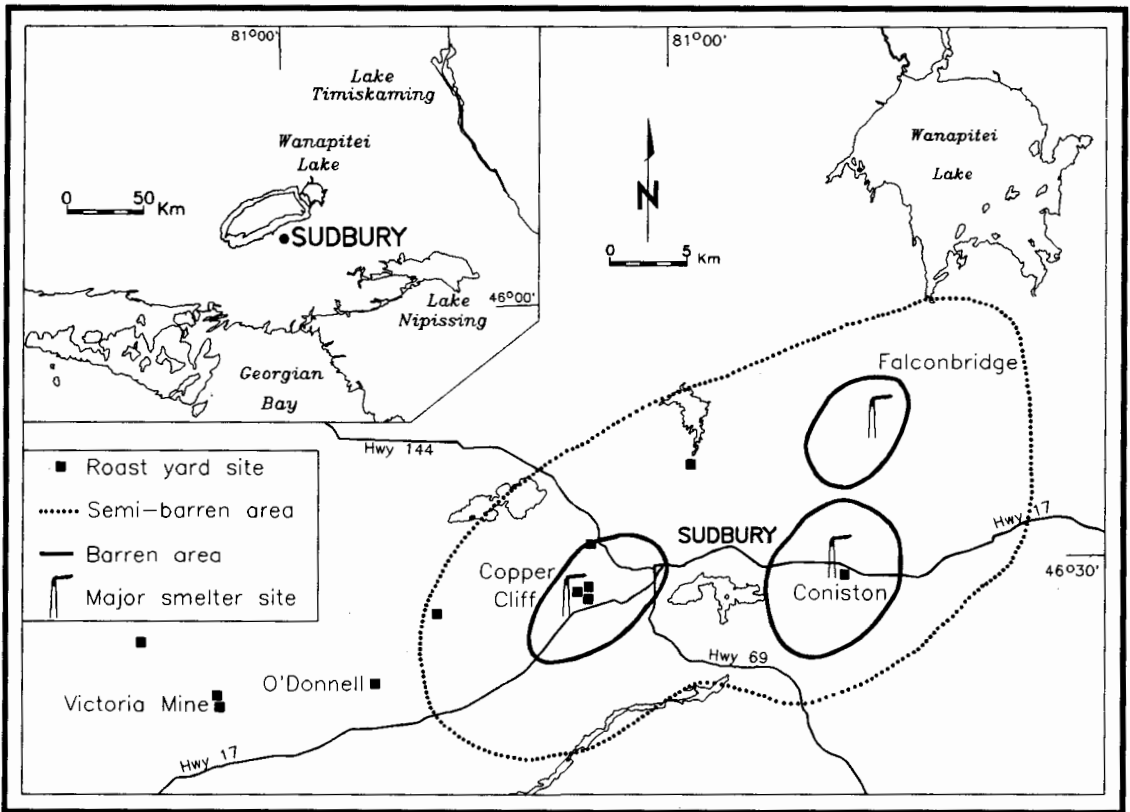 81°00'
Lake
Timiskaming
Wanapitei
Lake
0 50 Km
SUDBURY
46°00'
Lake
Nipissing
Georgian
Bay
81°00'
Wanapitei
Lake
N
0 5 Km
Falconbridge
Hwy 144
Roast yard site
Semi-barren area
Barren area
Major smelter site
SUDBURY
Hwy 17
46°30'
Copper
Cliff
Coniston
Hwy 69
O'Donnell
Victoria Mine
Hwy 17